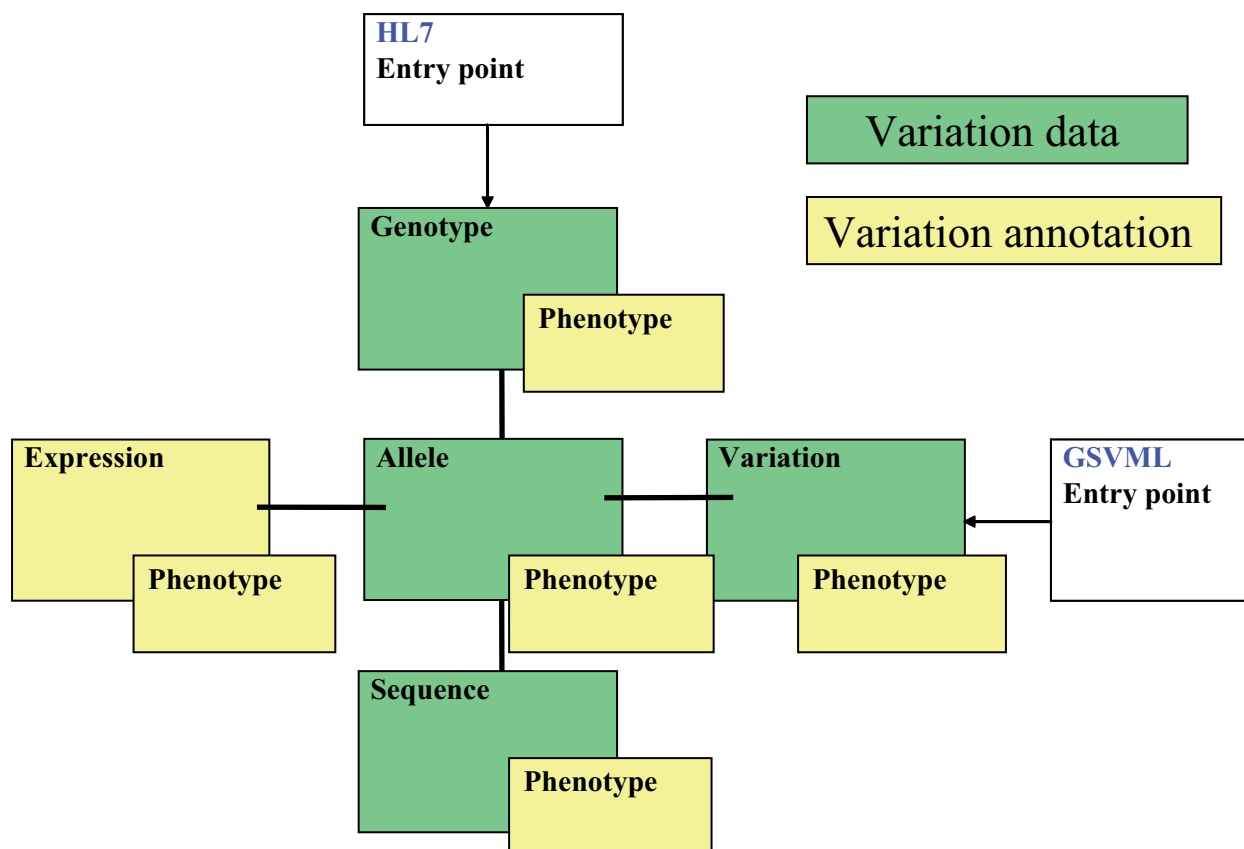 HL7
Entry point
Variation data
Variation annotation
Genotype
Phenotype
Expression
Phenotype
Allele
Phenotype
Variation
Phenotype
GSVML
Entry point
Sequence
Phenotype